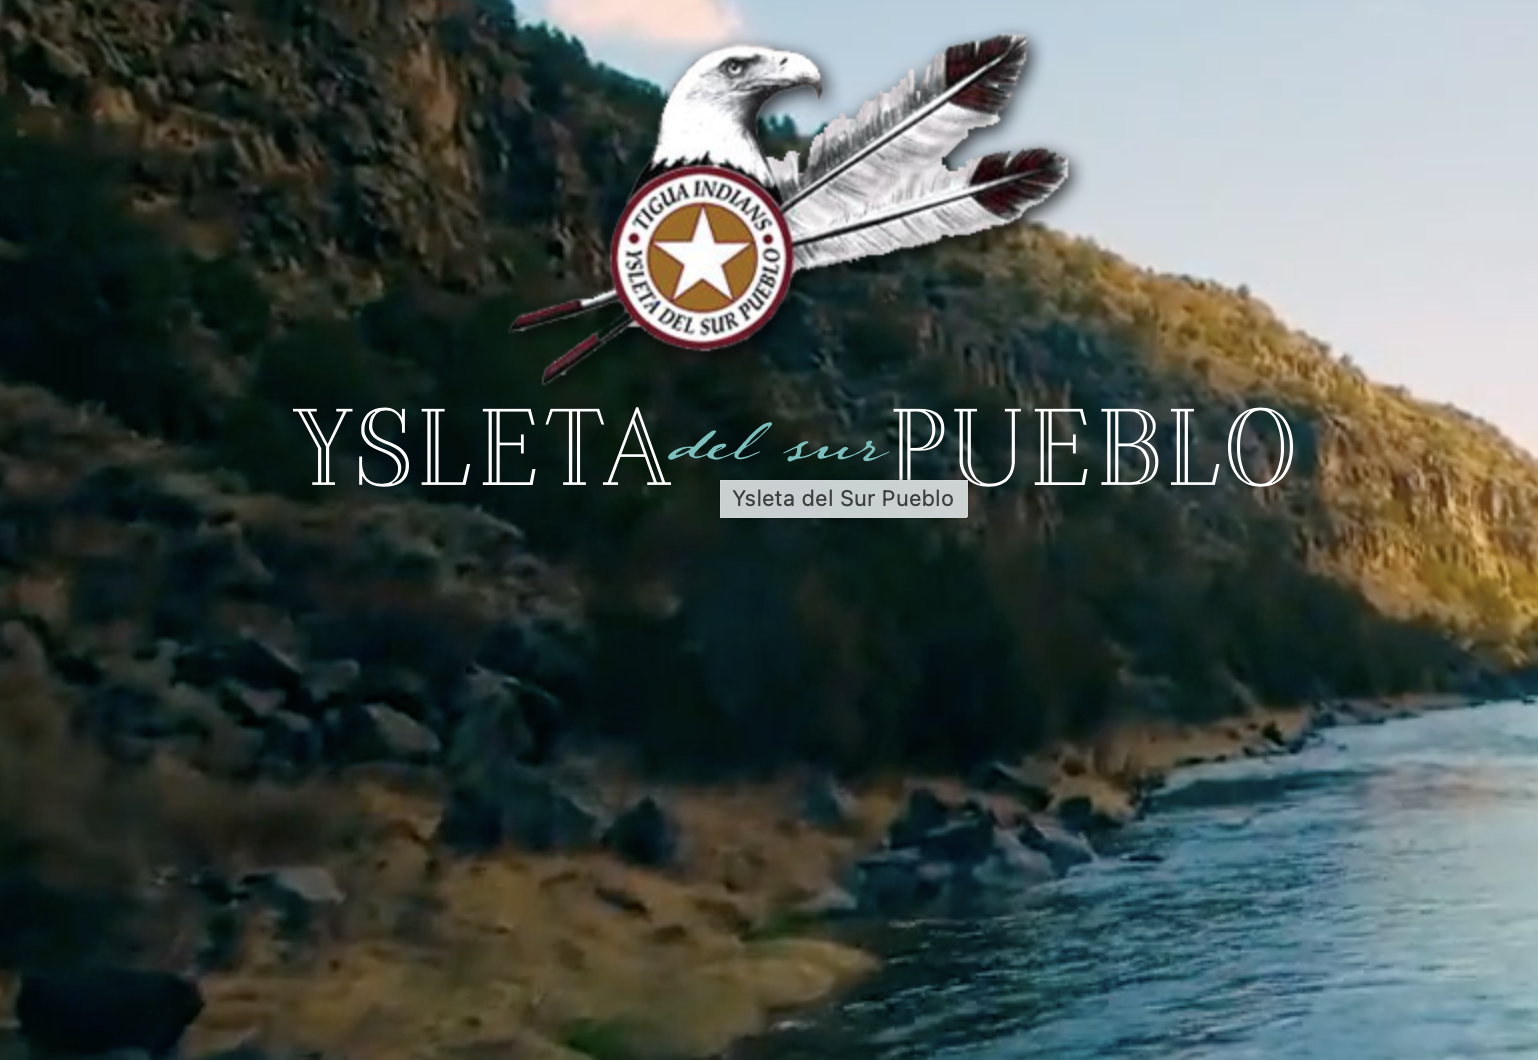 TIGUA INDIANS
YSLETA DEL SUR PUEBLO
YSLETA del sur PUEBLO
Ysleta del Sur Pueblo